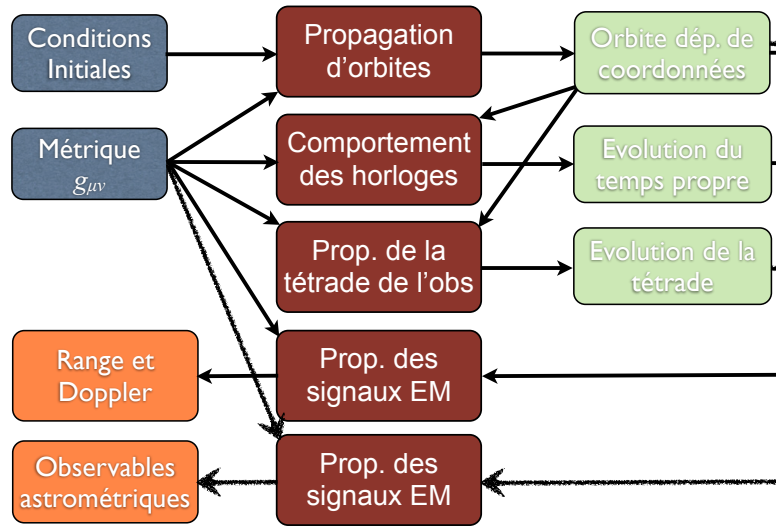 Conditions
Initiales
Propagation
d'orbites
Orbite dép. de
coordonnées
Métrique
gμν
Comportement
des horloges
Evolution du
temps propre
Prop. de la
tétrade de l'obs
Evolution de la
tétrade
Range et
Doppler
Prop. des
signaux EM
Observables
astrométriques
Prop. des
signaux EM